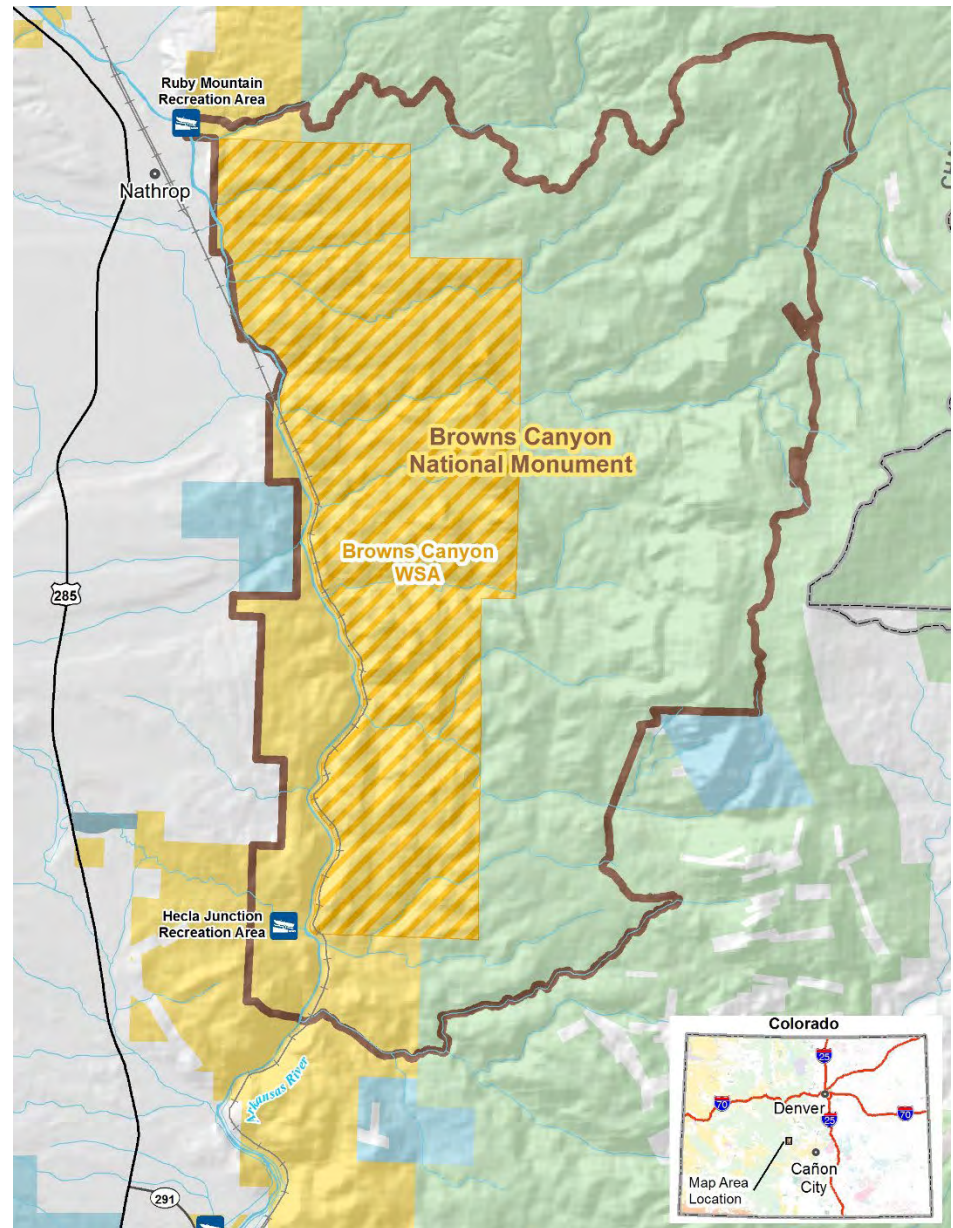 Ruby Mountain
Recreation Area
Nathrop
Browns Canyon
National Monument
Browns Canyon
WSA
285
Hecla Junction
Recreation Area
Arkansas River
291
Colorado
25
70
Denver
25
70
Cañon
City
Map Area
Location